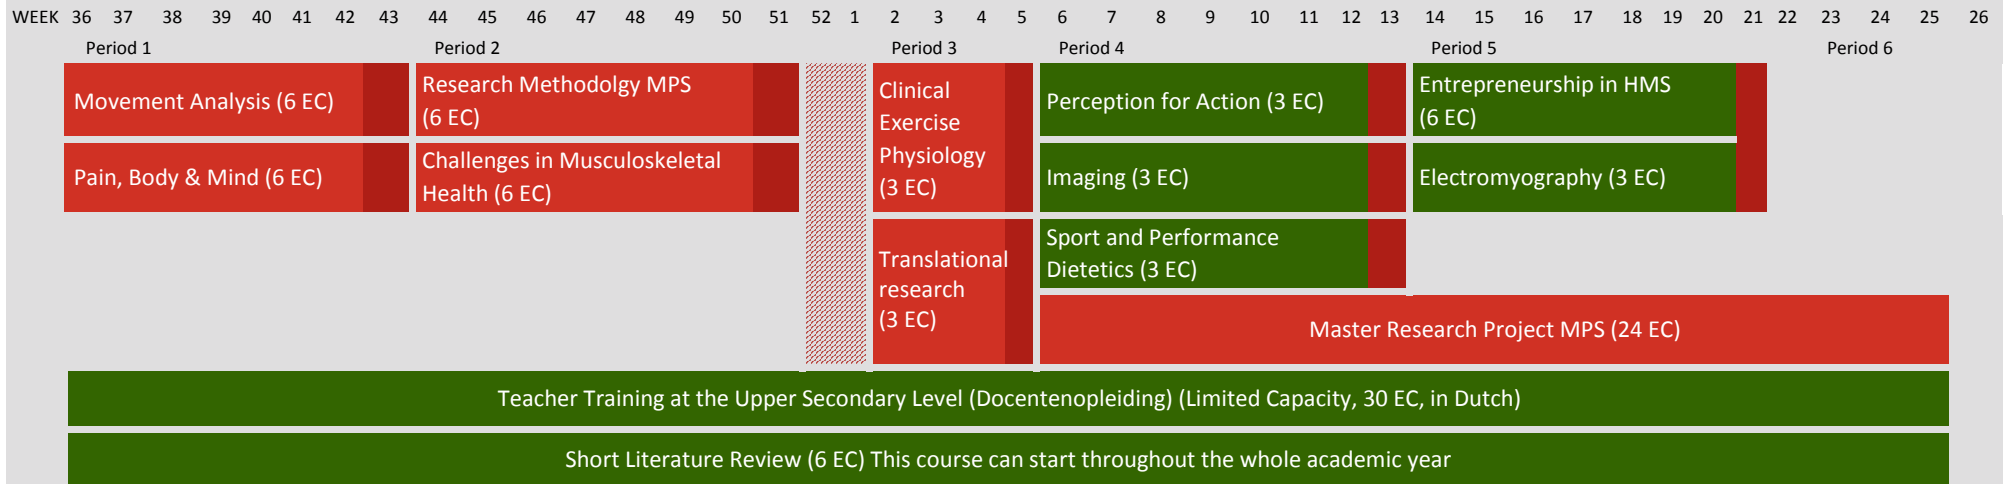 WEEK 36 37 38 39 40 41 42 43 44 45 46 47 48 49 50 51 52 1 2 3 4 5 6 7 8 9 10 11 12 13 14 15 16 17 18 19 20 21 22 23 24 25 26
Period 1 Period 2 Period 3 Period 4 Period 5 Period 6
Movement Analysis (6 EC)
Research Methodolgy MPS
(6 EC)
Clinical
Exercise
Physiology
(3 EC)
Perception for Action (3 EC)
Entrepreneurship in HMS
(6 EC)
Pain, Body & Mind (6 EC)
Challenges in Musculoskeletal
Health (6 EC)
Imaging (3 EC)
Electromyography (3 EC)
Translational
research
(3 EC)
Sport and Performance
Dietetics (3 EC)
Master Research Project MPS (24 EC)
Teacher Training at the Upper Secondary Level (Docentenopleiding) (Limited Capacity, 30 EC, in Dutch)
Short Literature Review (6 EC) This course can start throughout the whole academic year